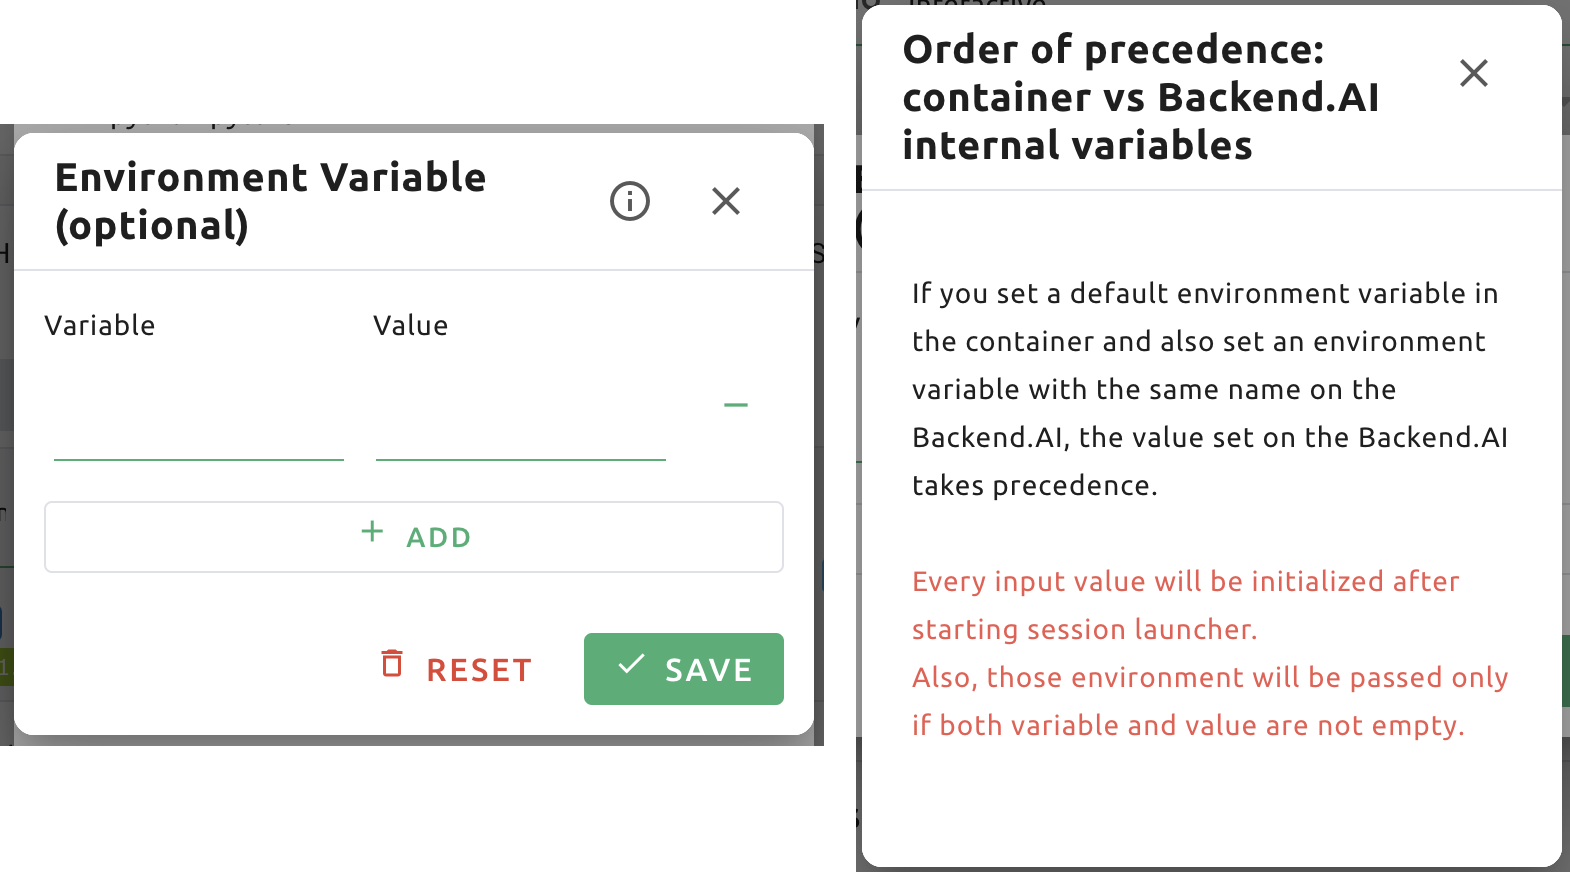 Environment Variable
(optional)
Variable
Value
+ ADD
RESET
SAVE
Order of precedence:
container vs Backend.AI
internal variables
If you set a default environment variable in
the container and also set an environment
variable with the same name on the
Backend.AI, the value set on the Backend.AI
takes precedence.
Every input value will be initialized after
starting session launcher.
Also, those environment will be passed only
if both variable and value are not empty.